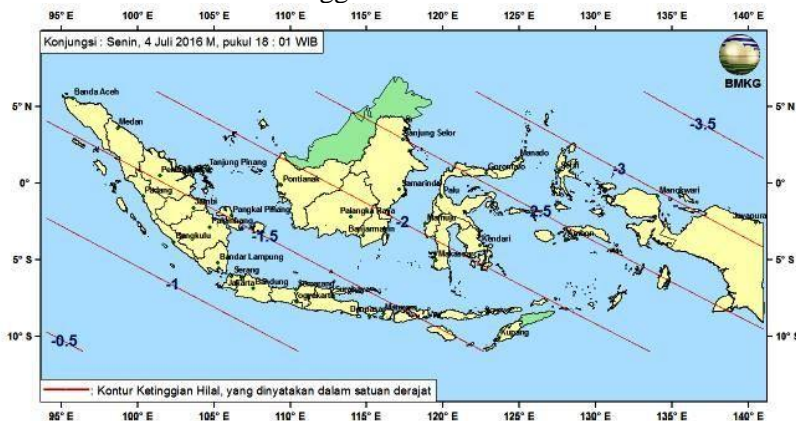 95° E 100° E 105° E 110° E 115° E 120° E 125° E 130° E 135° E 140° E
Konjungsi : Senin, 4 Juli 2016 M, pukul 18 : 01 WIB
BMKG
5° N
5° N
Banda Aceh
Medan
-3.5
Tanjung Selor
Manado
Gorontalo
Tanjung Pinang
-3
0°
0°
Pontianak
Samarinda
Palu
Manokwari
Padang
Jambi
Pangkal Pinang
Palangka Raya
-2.5
Jayapura
Banjarmasin
-2
Mamuju
Bengkulu
-1.5
Kendari
Makassar
5° S
5° S
Bandar Lampung
Serang
Jakarta
Bandung
Semarang
Surabaya
Yogyakarta
-1
Denpasar
Mataram
Kupang
10° S
10° S
-0.5
: Kontur Ketinggian Hilal, yang dinyatakan dalam satuan derajat
95° E 100° E 105° E 110° E 115° E 120° E 125° E 130° E 135° E 140° E